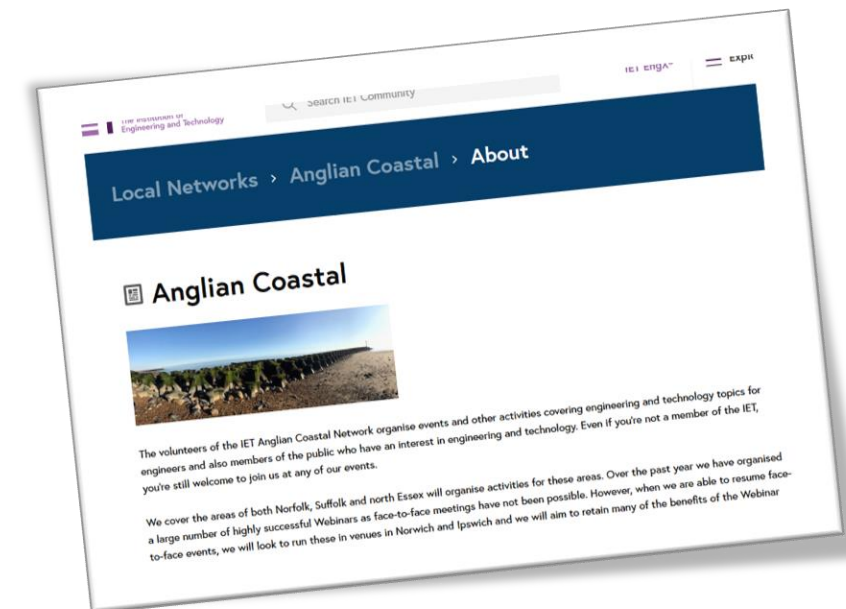 Engineering and Technology
Search IET Community
Local Networks › Anglian Coastal › About
Anglian Coastal
The volunteers of the IET Anglian Coastal Network organise events and other activities covering engineering and technology topics for
engineers and also members of the public who have an interest in engineering and technology. Even if you're not a member of the IET,
you're still welcome to join us at any of our events.
We cover the areas of both Norfolk, Suffolk and north Essex will organise activities for these areas. Over the past year we have organised
a large number of highly successful Webinars as face-to-face meetings have not been possible. However, when we are able to resume face-
to-face events, we will look to run these in venues in Norwich and Ipswich and we will aim to retain many of the benefits of the Webinar